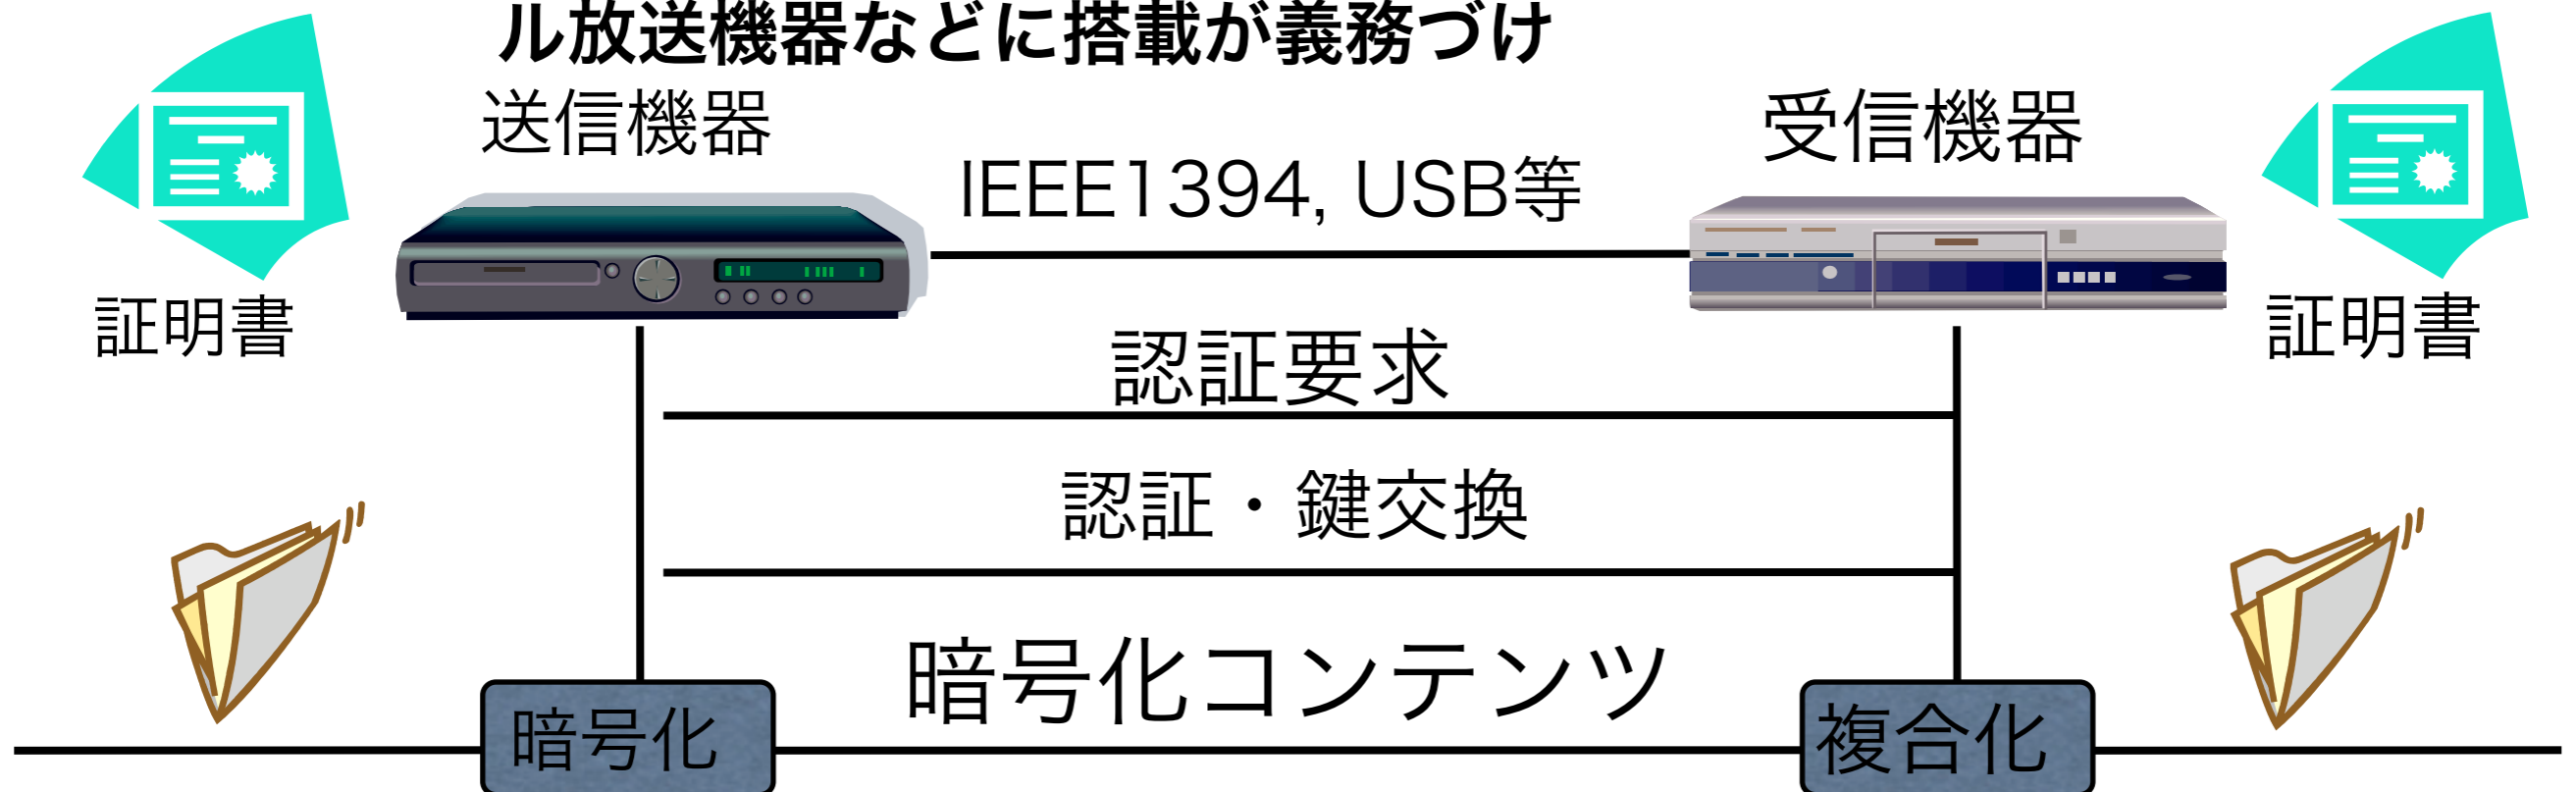 ル放送機器などに搭載が義務づけ
送信機器
受信機器
IEEE1394, USB等
証明書
証明書
認証要求
認証・鍵交換
暗号化コンテンツ
暗号化
複合化